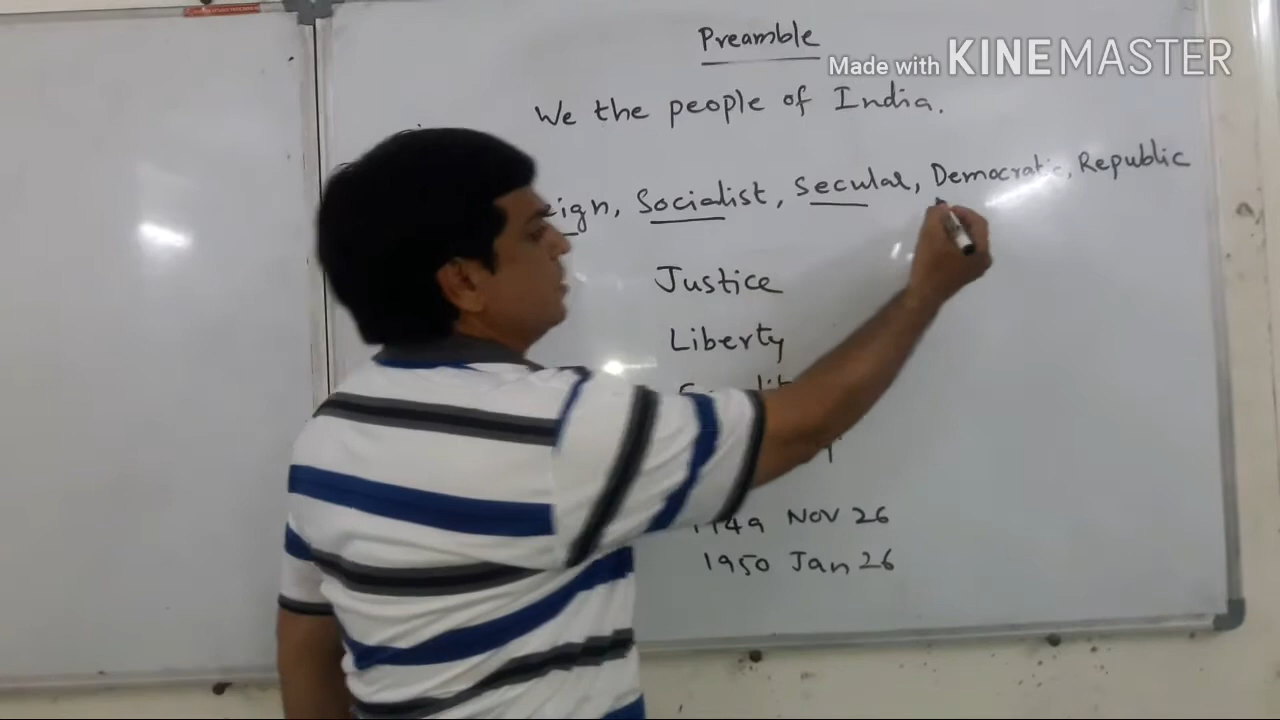 Preamble
Made with KINEMASTER
We the people of India.
eign, Socialist, Secular, Democratic, Republic
Justice
Liberty
1949 Nov 26
1950 Jan 26